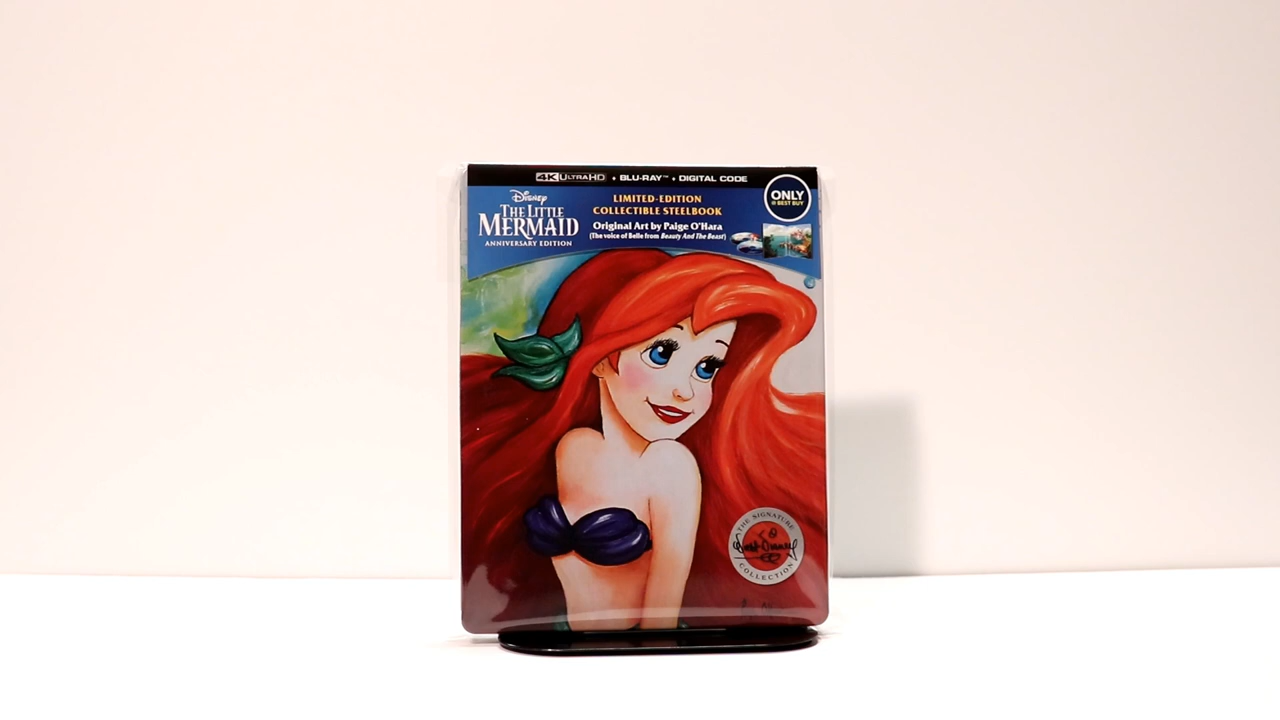 4K ULTRA HD + BLU-RAY™ + DIGITAL CODE
Disney
THE LITTLE
MERMAID
ANNIVERSARY EDITION
LIMITED-EDITION
COLLECTIBLE STEELBOOK
Original Art by Paige O'Hara
(The voice of Belle from Beauty And The Beast)
ONLY
@ BEST BUY
THE SIGNATURE
Walt Disney
COLLECTION